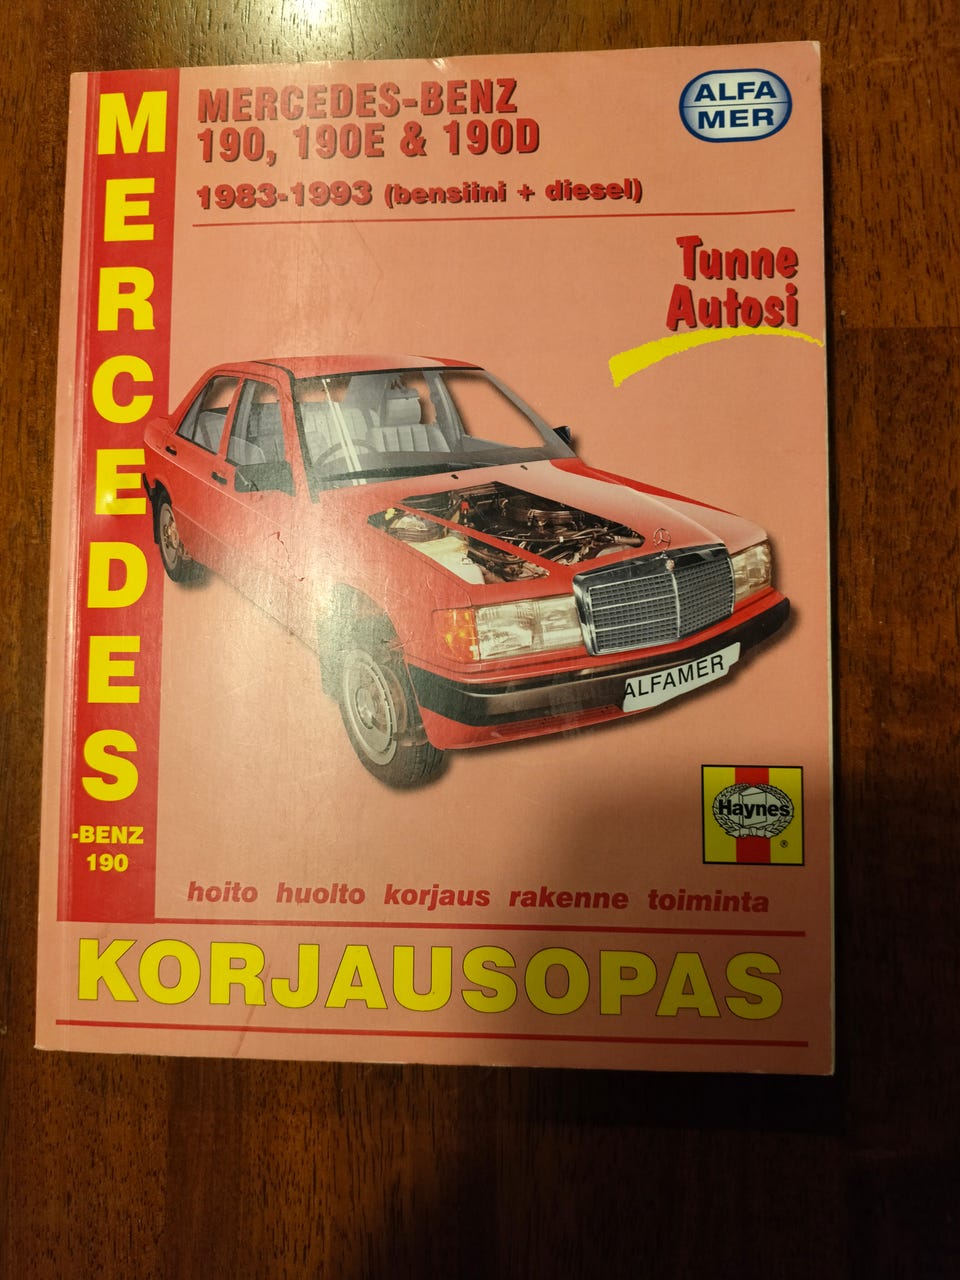 MERCEDES
-BENZ
190
MERCEDES-BENZ
190, 190E & 190D
1983-1993 (bensiini + diesel)
ALFA
MER
Tunne
Autosi
ALFAMER
Haynes
®
hoito huolto korjaus rakenne toiminta
KORJAUSOPAS